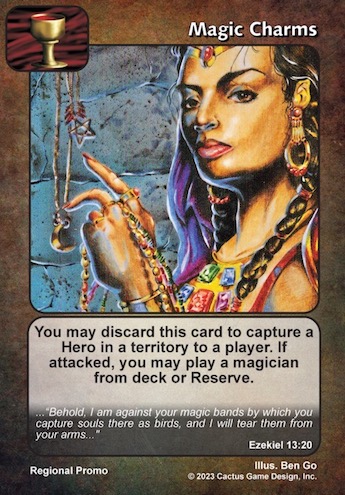 Magic Charms
You may discard this card to capture a
Hero in a territory to a player. If
attacked, you may play a magician
from deck or Reserve.
..."Behold, I am against your magic bands by which you
capture souls there as birds, and I will tear them from
your arms..."
Ezekiel 13:20
Regional Promo
Illus. Ben Go
© 2023 Cactus Game Design, Inc.